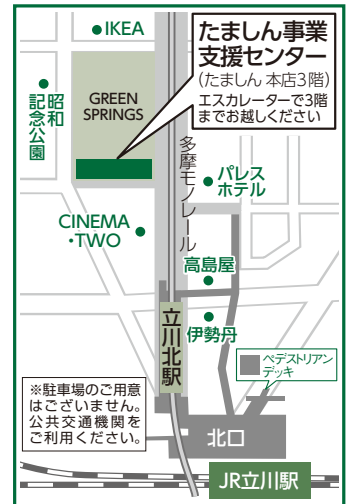 IKEA
たましん事業
支援センター
(たましん 本店3階)
エスカレーターで3階
までお越しください
昭和
記念公園
GREEN
SPRINGS
多摩モノレール
パレス
ホテル
CINEMA
・TWO
高島屋
伊勢丹
立川北駅
ペデストリアン
デッキ
※駐車場のご用意
はございません。
公共交通機関を
ご利用ください。
北口
JR立川駅